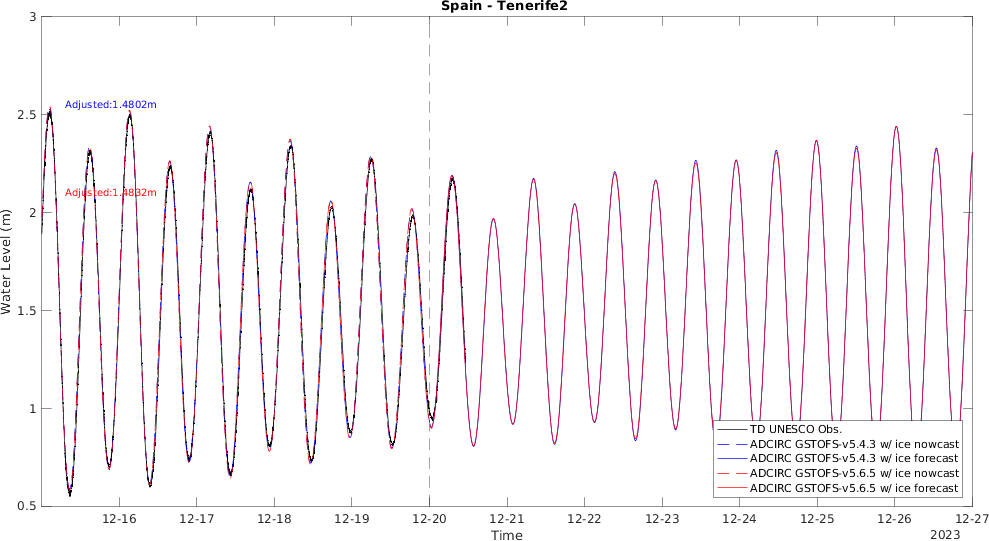 Spain - Tenerife2
3
2.5
2
1.5
1
0.5
Water Level (m)
Adjusted:1.4802m
Adjusted:1.4832m
TD UNESCO Obs.
ADCIRC GSTOFS-v5.4.3 w/ ice nowcast
ADCIRC GSTOFS-v5.4.3 w/ ice forecast
ADCIRC GSTOFS-v5.6.5 w/ ice nowcast
ADCIRC GSTOFS-v5.6.5 w/ ice forecast
12-16 12-17 12-18 12-19 12-20 12-21 12-22 12-23 12-24 12-25 12-26 12-27
Time
2023